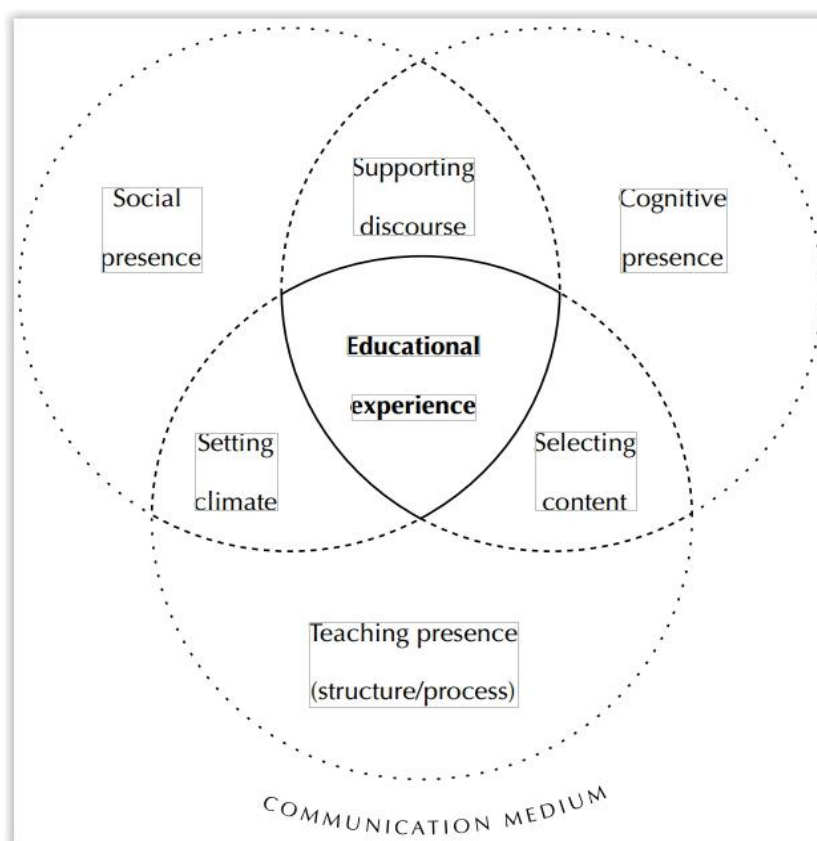 Supporting
discourse
Social
presence
Cognitive
presence
Educational
experience
Setting
climate
Selecting
content
Teaching presence
(structure/process)
COMMUNICATION MEDIUM